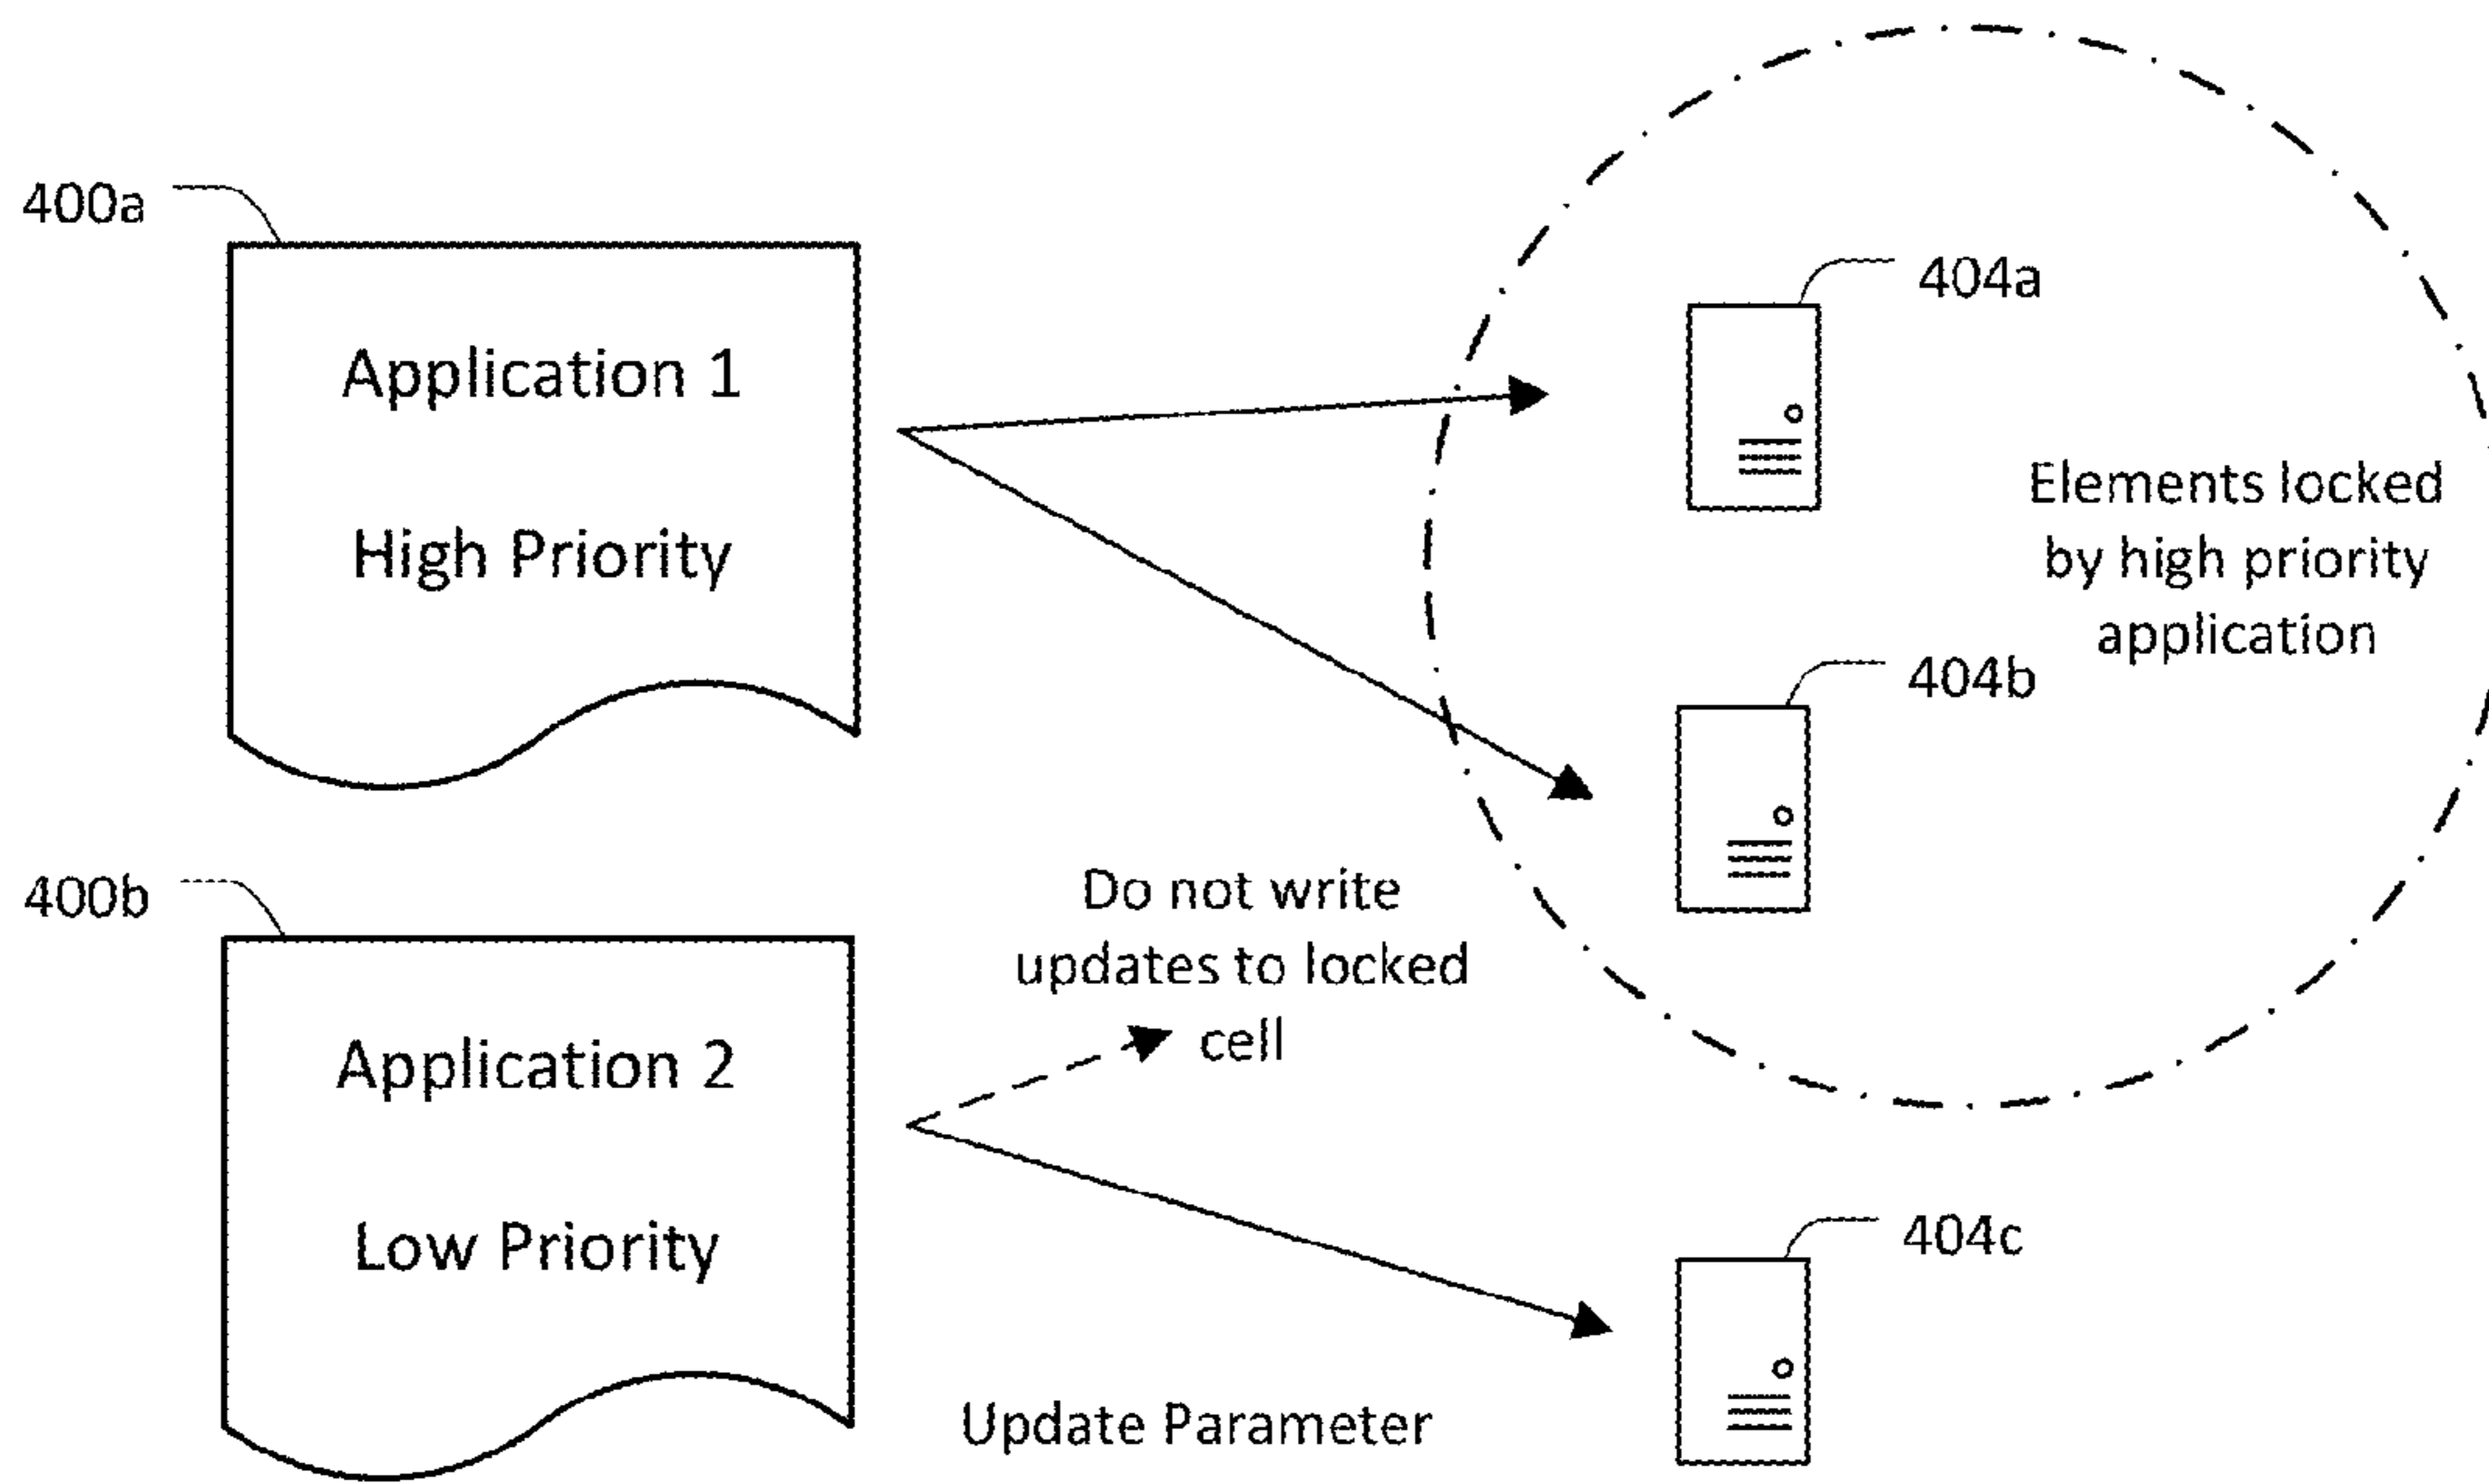 400a
Application 1
High Priority
404a
Elements locked
by high priority
application
404b
400b
Application 2
Low Priority
Do not write
updates to locked
cell
404c
Update Parameter